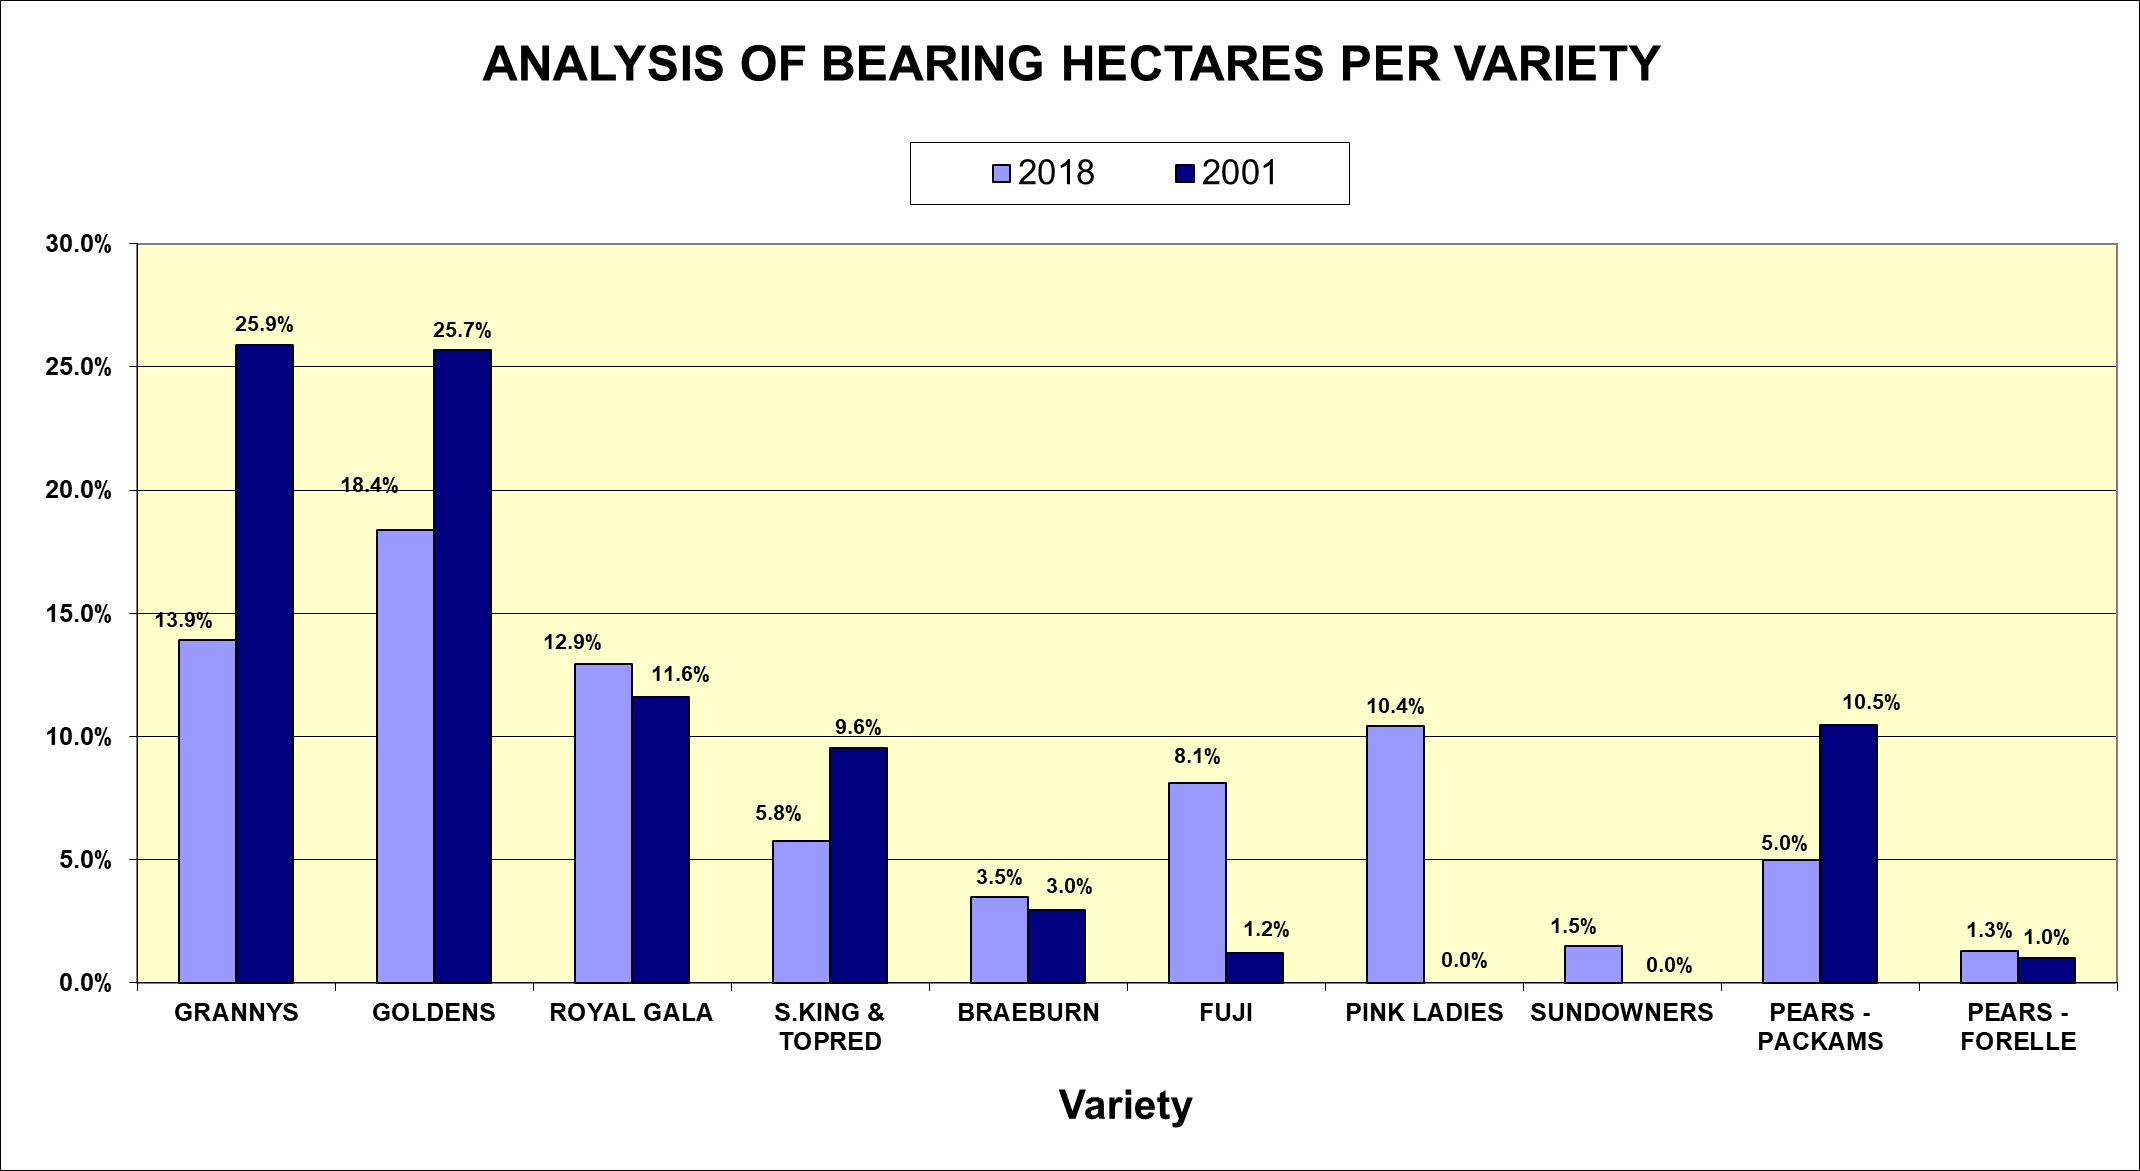 ANALYSIS OF BEARING HECTARES PER VARIETY
2018 2001
30.0%
25.0%
20.0%
15.0%
10.0%
5.0%
0.0%
13.9%
25.9%
18.4%
25.7%
12.9%
11.6%
5.8%
9.6%
3.5%
3.0%
8.1%
1.2%
10.4%
0.0%
1.5%
0.0%
5.0%
10.5%
1.3%
1.0%
GRANNYS
GOLDENS
ROYAL GALA
S.KING &
TOPRED
BRAEBURN
FUJI
PINK LADIES
SUNDOWNERS
PEARS -
PACKAMS
PEARS -
FORELLE
Variety